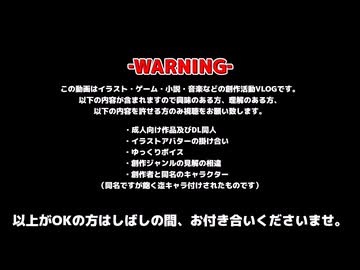 -WARNING-
この動画はイラスト・ゲーム・小説・音楽などの創作活動VLOGです。
以下の内容が含まれますので興味のある方、理解のある方、
以下の内容を許せる方のみ視聴をお願い致します。
・成人向け作品及びDL同人
・イラストアバターの掛け合い
・ゆっくりボイス
・創作ジャンルの見解の相違
・創作者と同名のキャラクター
（同名ですが飽く迄キャラ付けされたものです）
以上がOKの方はしばしの間、お付き合いくださいませ。